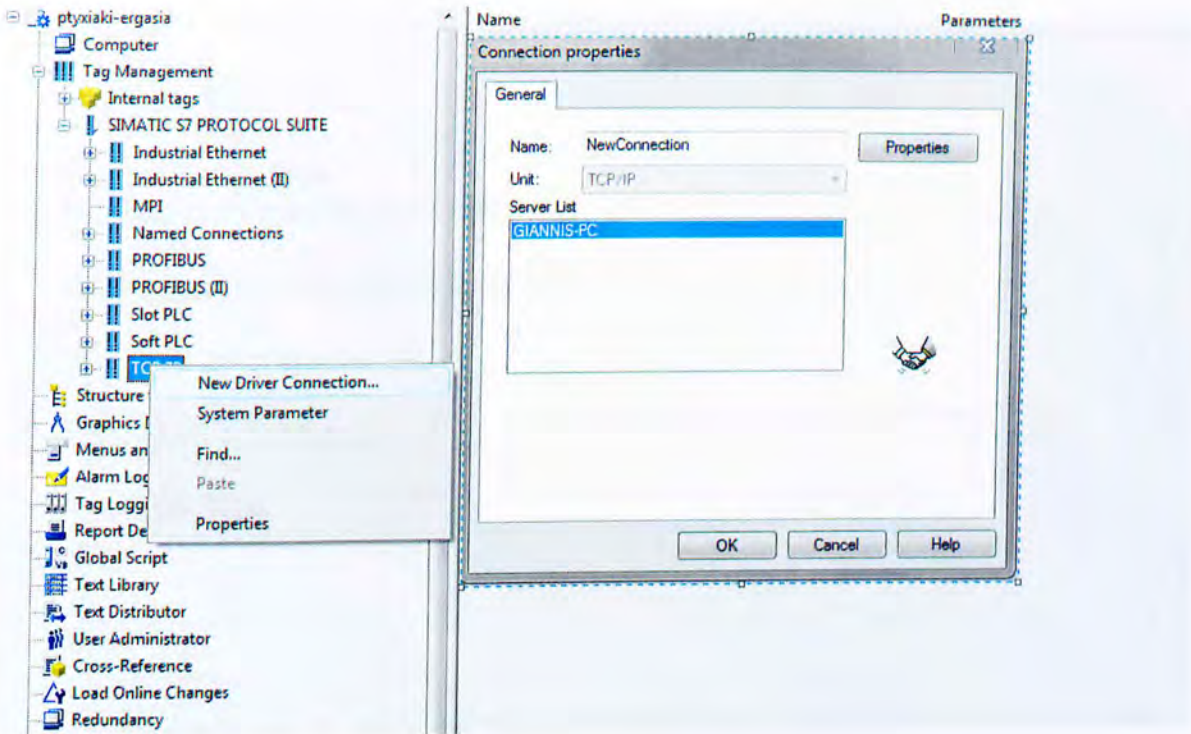 ptyxiaki-ergasia
Computer
Tag Management
Internal tags
SIMATIC S7 PROTOCOL SUITE
Industrial Ethernet
Industrial Ethernet (II)
MPI
Named Connections
PROFIBUS
PROFIBUS (II)
Slot PLC
Soft PLC
TCP/IP
Structure
Graphics D
Menus an
Alarm Log
Tag Loggi
Report De
Global Script
Text Library
Text Distributor
User Administrator
Cross-Reference
Load Online Changes
Redundancy
New Driver Connection...
System Parameter
Find...
Paste
Properties
Name Parameters
Connection properties
General
Name: NewConnection Properties
Unit: TCP/IP
Server List
GIANNIS-PC
OK Cancel Help